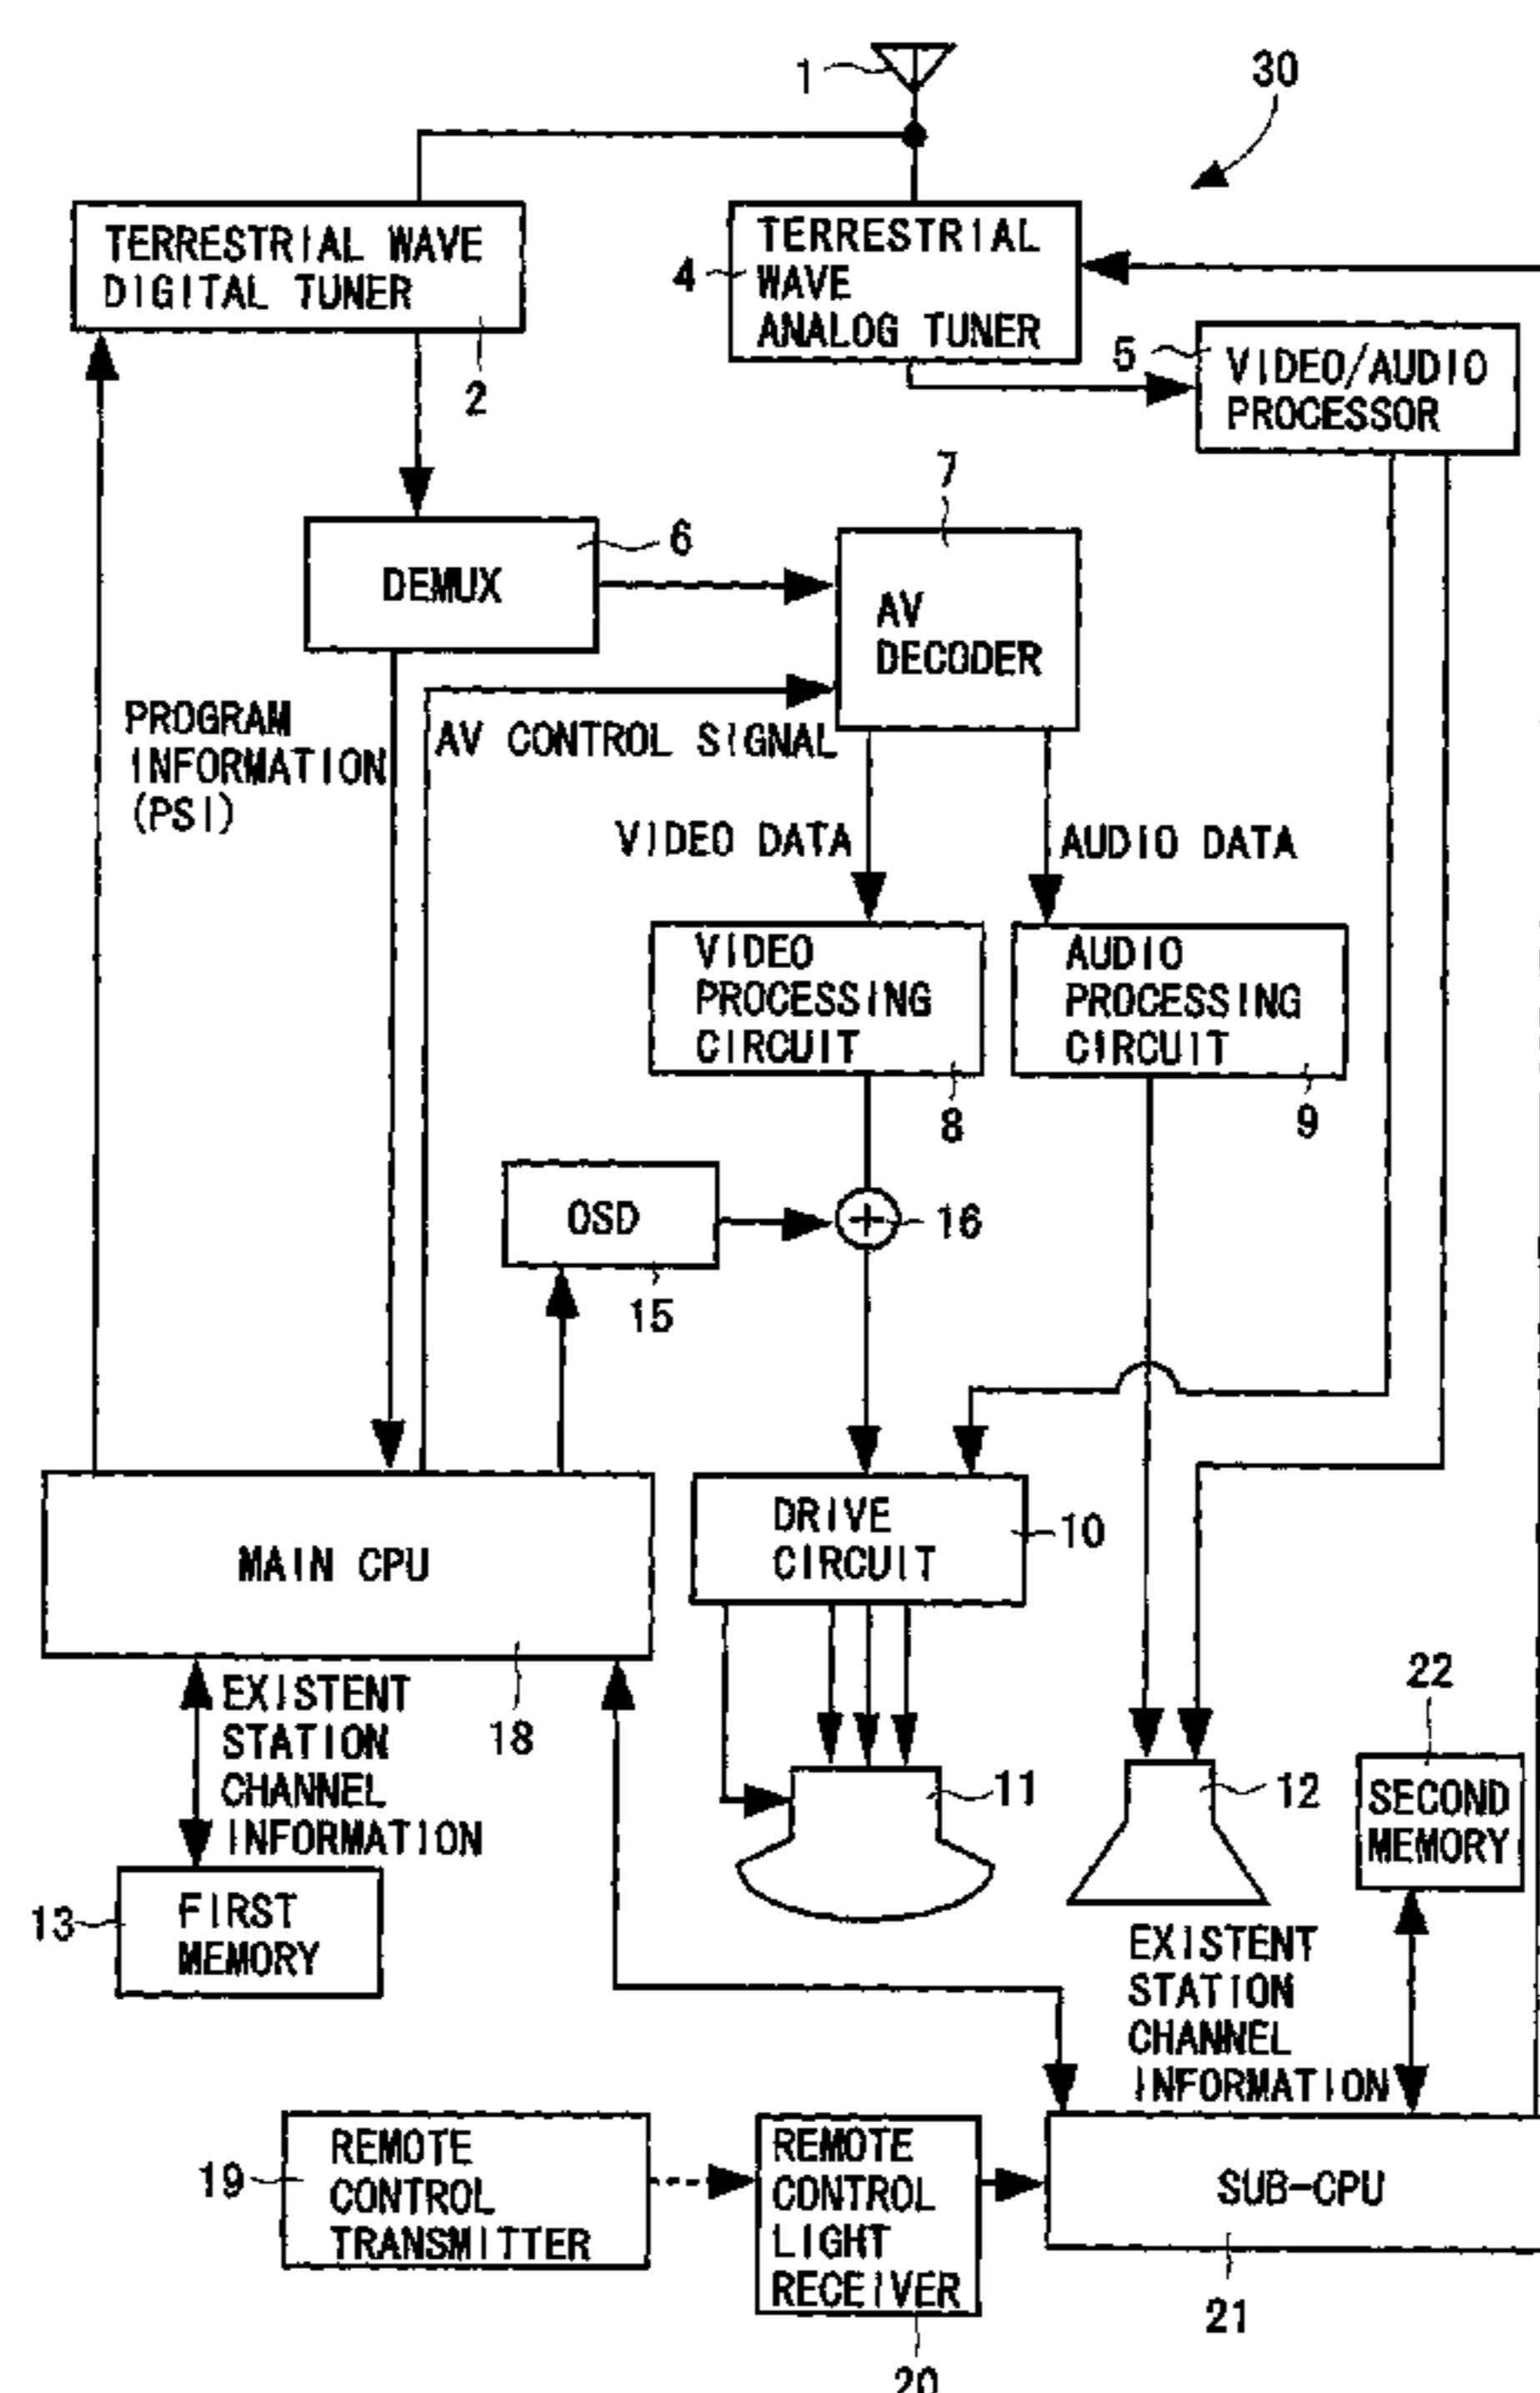 1
30
TERRESTRIAL WAVE
DIGITAL TUNER
2
TERRESTRIAL
WAVE
ANALOG TUNER
4
5
VIDEO/AUDIO
PROCESSOR
7
6
DEMUX
AV
DECODER
PROGRAM
INFORMATION
(PSI)
AV CONTROL SIGNAL
VIDEO DATA
AUDIO DATA
VIDEO
PROCESSING
CIRCUIT
8
AUDIO
PROCESSING
CIRCUIT
9
OSD
15
+
16
MAIN CPU
18
DRIVE
CIRCUIT
10
EXISTENT
STATION
CHANNEL
INFORMATION
11
12
22
SECOND
MEMORY
13
FIRST
MEMORY
EXISTENT
STATION
CHANNEL
INFORMATION
19
REMOTE
CONTROL
TRANSMITTER
REMOTE
CONTROL
LIGHT
RECEIVER
20
SUB-CPU
21